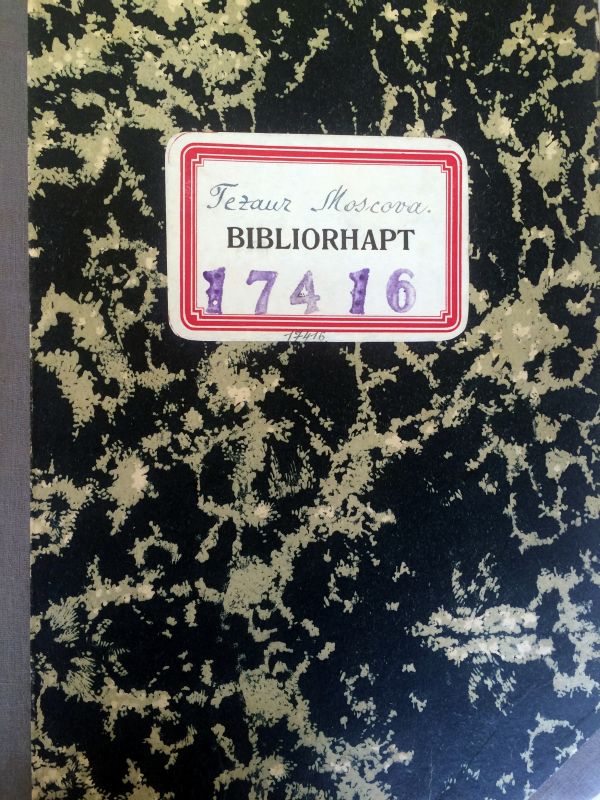 Tezaur Moscova.
BIBLIORHAPT
17416
17416